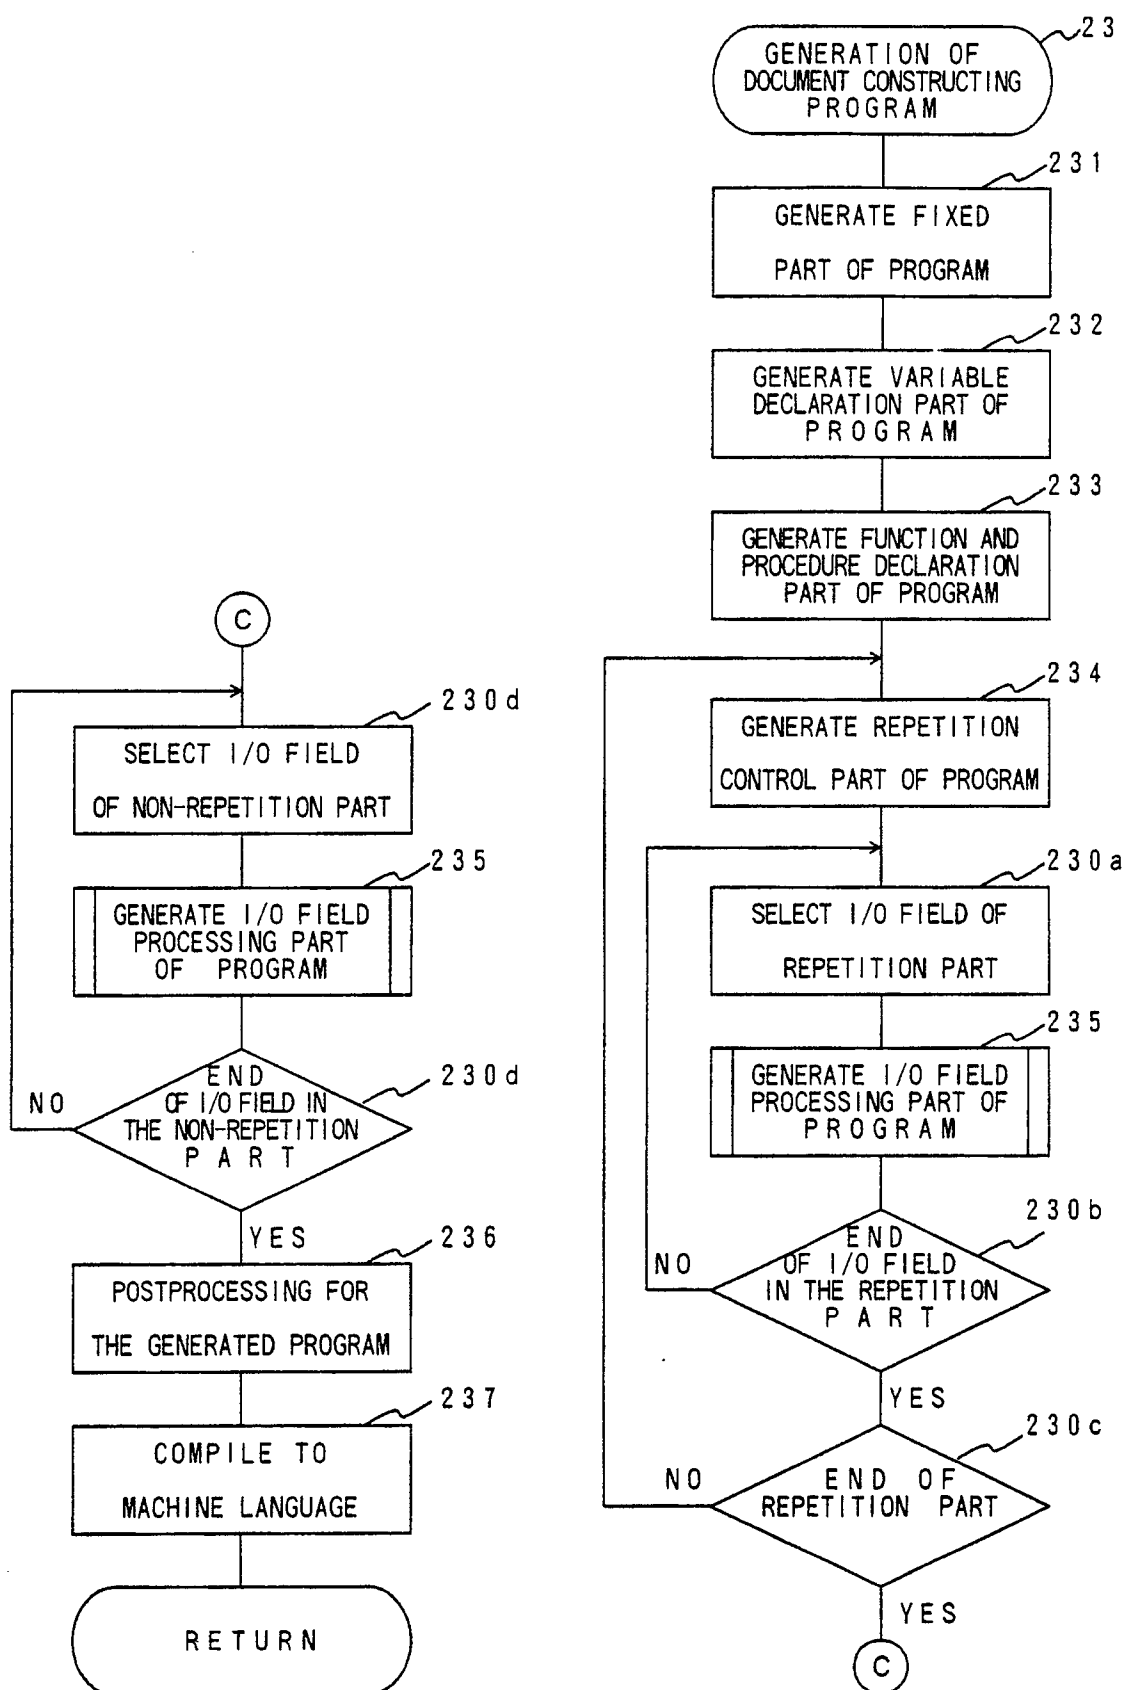 23
GENERATION OF
DOCUMENT CONSTRUCTING
PROGRAM
231
GENERATE FIXED
PART OF PROGRAM
232
GENERATE VARIABLE
DECLARATION PART OF
PROGRAM
233
GENERATE FUNCTION AND
PROCEDURE DECLARATION
PART OF PROGRAM
234
GENERATE REPETITION
CONTROL PART OF PROGRAM
230a
SELECT I/O FIELD OF
REPETITION PART
235
GENERATE I/O FIELD
PROCESSING PART OF
PROGRAM
230b
END
OF I/O FIELD
IN THE REPETITION
PART
NO
YES
230c
END OF
REPETITION PART
NO
YES
C
C
230d
SELECT I/O FIELD
OF NON-REPETITION PART
235
GENERATE I/O FIELD
PROCESSING PART
OF PROGRAM
230d
END
OF I/O FIELD IN
THE NON-REPETITION
PART
NO
YES
236
POSTPROCESSING FOR
THE GENERATED PROGRAM
237
COMPILE TO
MACHINE LANGUAGE
RETURN